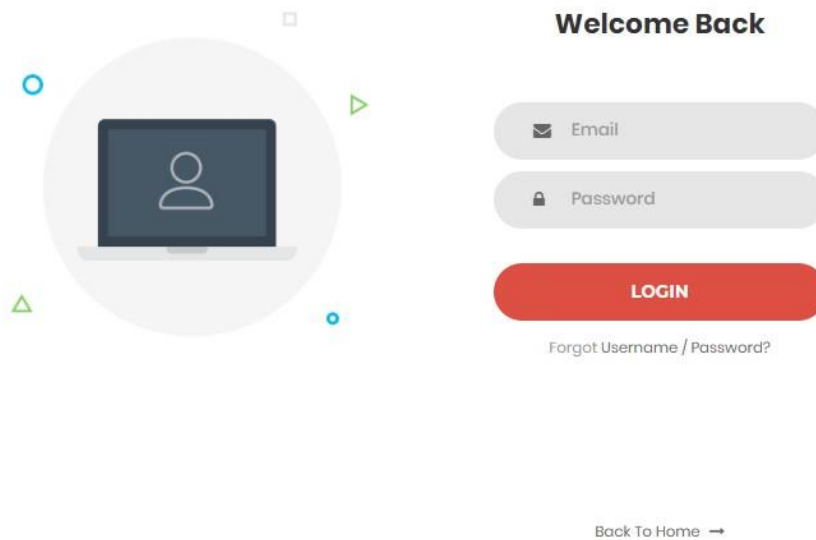 Welcome Back
Email
Password
LOGIN
Forgot Username / Password?
Back To Home →